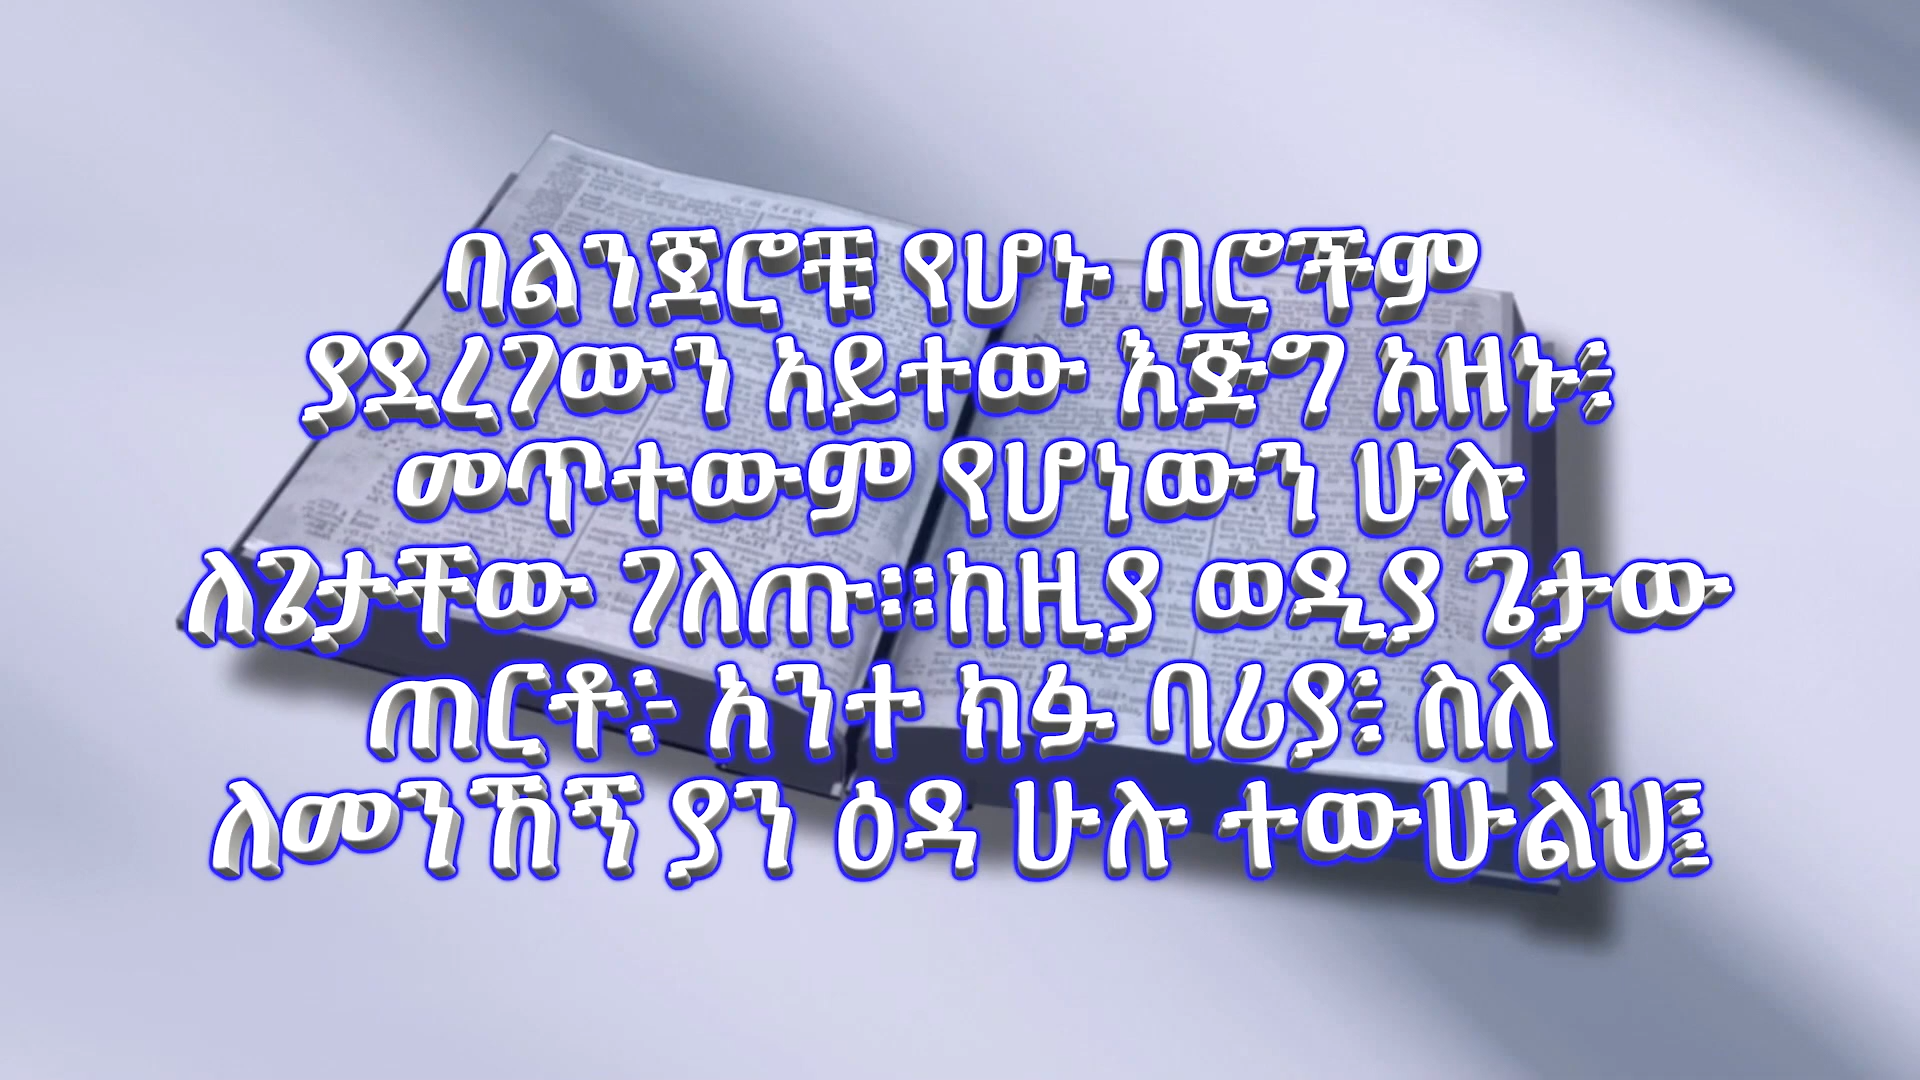 ባልንጀሮቹ የሆኑ ባሮችም
ያደረገውን አይተው እጅግ አዘኑ፥
መጥተውም የሆነውን ሁሉ
ለጌታቸው ገለጡ።ከዚያ ወዲያ ጌታው
ጠርቶ፦ አንተ ክፉ ባሪያ፥ ስለ
ለመንኸኝ ያን ዕዳ ሁሉ ተውሁልህ፤